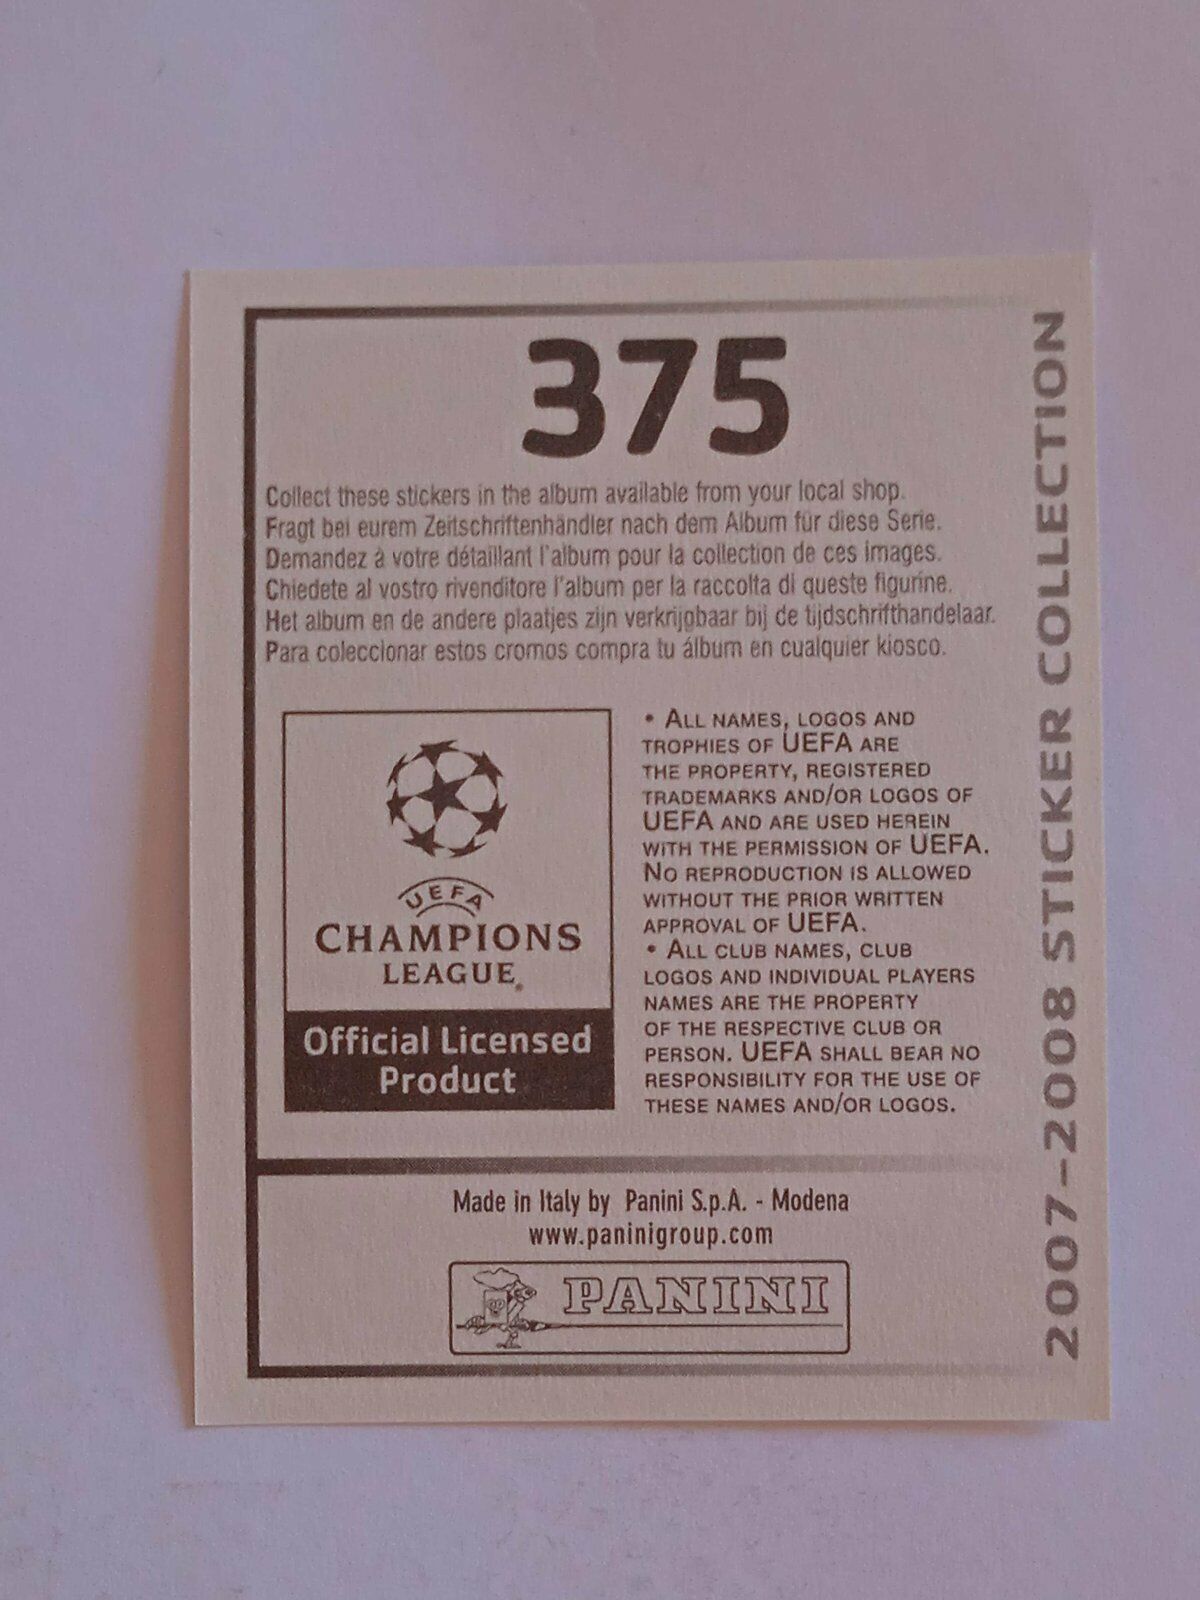 375
Collect these stickers in the album available from your local shop.
Fragt bei eurem Zeitschriftenhändler nach dem Album für diese Serie.
Demandez à votre détaillant l'album pour la collection de ces images.
Chiedete al vostro rivenditore l'album per la raccolta di queste figurine.
Het album en de andere plaatjes zijn verkrijgbaar bij de tijdschrifthandelaar.
Para coleccionar estos cromos compra tu álbum en cualquier kiosco.
UEFA
CHAMPIONS
LEAGUE®
Official Licensed
Product
• ALL NAMES, LOGOS AND
TROPHIES OF UEFA ARE
THE PROPERTY, REGISTERED
TRADEMARKS AND/OR LOGOS OF
UEFA AND ARE USED HEREIN
WITH THE PERMISSION OF UEFA.
NO REPRODUCTION IS ALLOWED
WITHOUT THE PRIOR WRITTEN
APPROVAL OF UEFA.
• ALL CLUB NAMES, CLUB
LOGOS AND INDIVIDUAL PLAYERS
NAMES ARE THE PROPERTY
OF THE RESPECTIVE CLUB OR
PERSON. UEFA SHALL BEAR NO
RESPONSIBILITY FOR THE USE OF
THESE NAMES AND/OR LOGOS.
Made in Italy by Panini S.p.A. - Modena
www.paninigroup.com
PANINI
2007-2008 STICKER COLLECTION